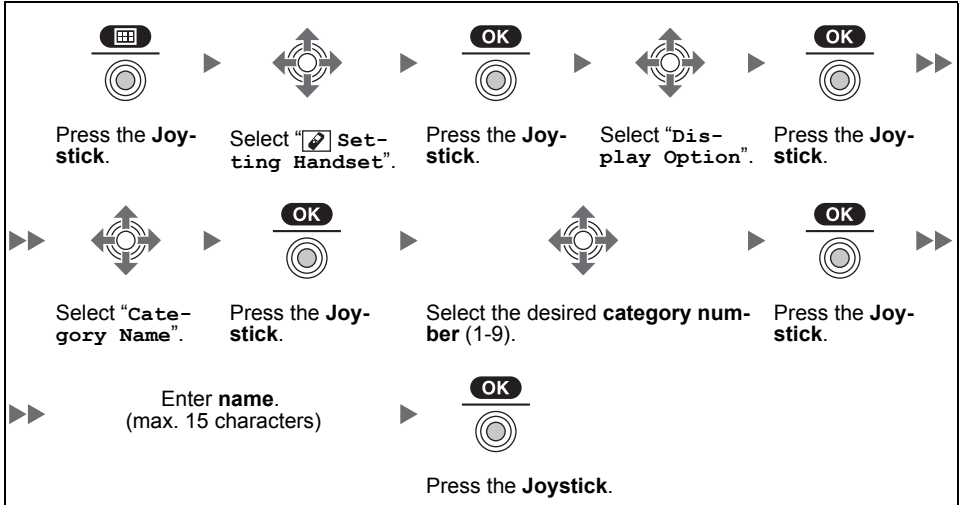 OK OK
Press the Joy-
stick.
Select " Set-
ting Handset".
Press the Joy-
stick.
Select "Dis-
play Option".
Press the Joy-
stick.
OK OK
Select "Cate-
gory Name".
Press the Joy-
stick.
Select the desired category num-
ber (1-9).
Press the Joy-
stick.
OK
Enter name.
(max. 15 characters)
Press the Joystick.